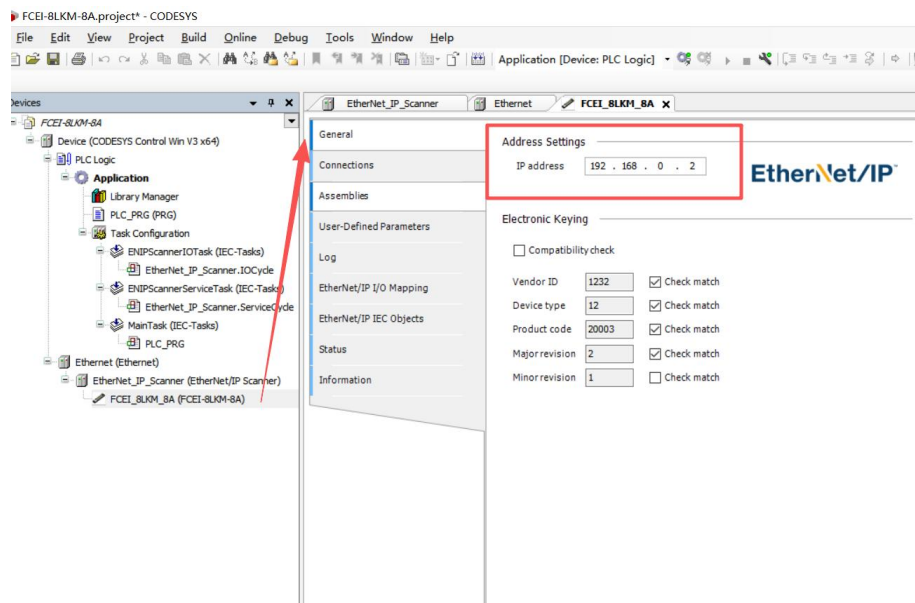 FCEI-8LKM-8A.project* - CODESYS
File Edit View Project Build Online Debug Tools Window Help
Application [Device: PLC Logic]
Devices
FCEI-8LKM-8A
Device (CODESYS Control Win V3 x64)
PLC Logic
Application
Library Manager
PLC_PRG (PRG)
Task Configuration
ENIPScannerIOTask (IEC-Tasks)
EtherNet_IP_Scanner.IOCycle
ENIPScannerServiceTask (IEC-Tasks)
EtherNet_IP_Scanner.ServiceCycle
MainTask (IEC-Tasks)
PLC_PRG
Ethernet (Ethernet)
EtherNet_IP_Scanner (EtherNet/IP Scanner)
FCEI_8LKM_8A (FCEI-8LKM-8A)
EtherNet_IP_Scanner Ethernet FCEI_8LKM_8A
General
Connections
Assemblies
User-Defined Parameters
Log
EtherNet/IP I/O Mapping
EtherNet/IP IEC Objects
Status
Information
Address Settings
IP address 192 . 168 . 0 . 2
EtherNet/IP
Electronic Keying
Compatibility check
Vendor ID 1232 Check match
Device type 12 Check match
Product code 20003 Check match
Major revision 2 Check match
Minor revision 1 Check match